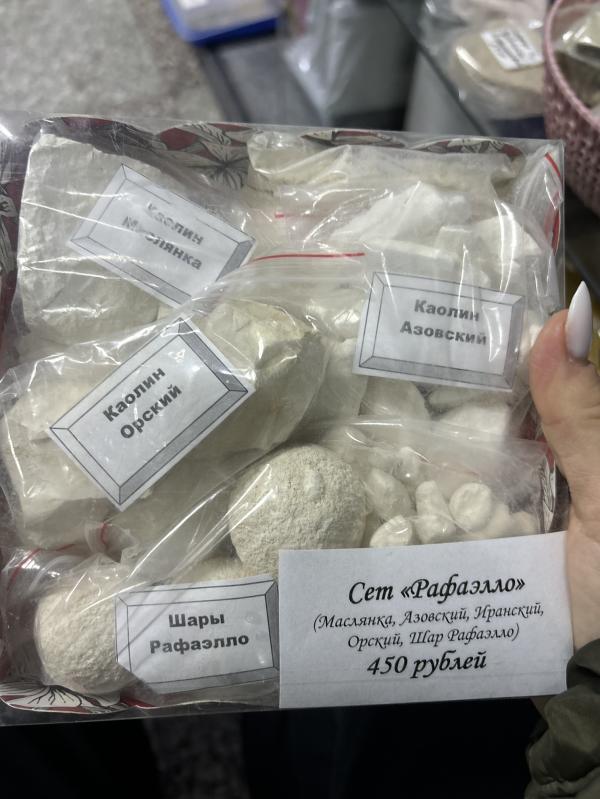 Каолин
Маслянка
Каолин
Азовский
Каолин
Орский
Шары
Рафаэлло
Сет «Рафаэлло»
(Маслянка, Азовский, Иранский,
Орский, Шар Рафаэлло)
450 рублей